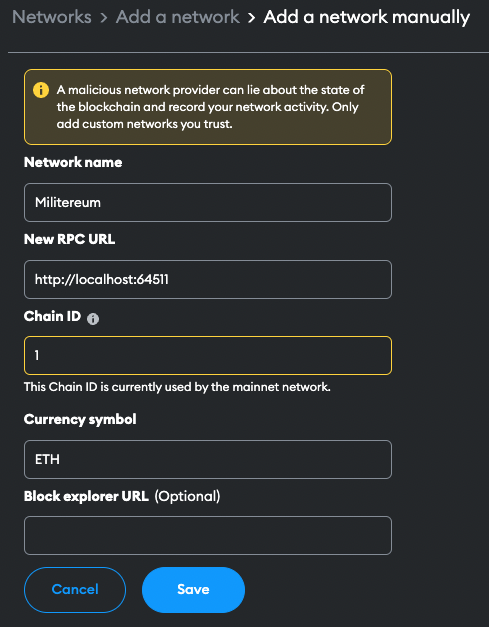 Networks > Add a network > Add a network manually
A malicious network provider can lie about the state of
the blockchain and record your network activity. Only
add custom networks you trust.
Network name
Militereum
New RPC URL
http://localhost:64511
Chain ID
1
This Chain ID is currently used by the mainnet network.
Currency symbol
ETH
Block explorer URL (Optional)
Cancel Save